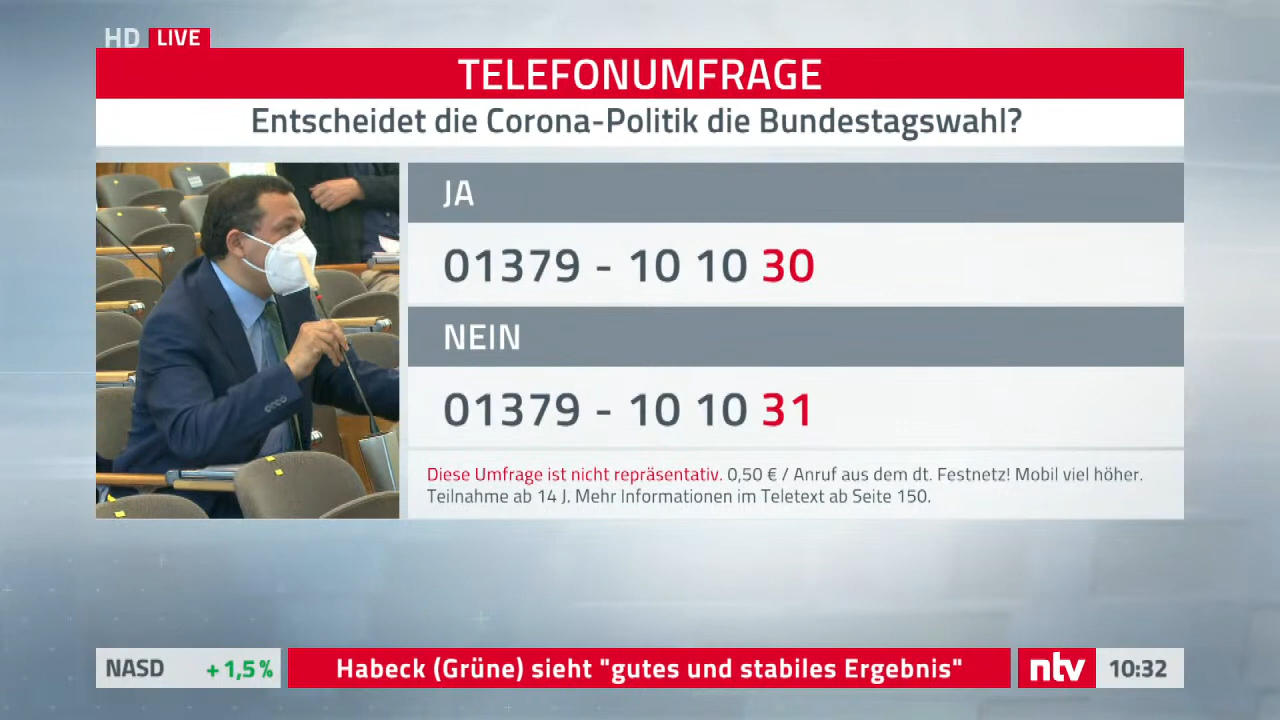 HD LIVE
TELEFONUMFRAGE
Entscheidet die Corona-Politik die Bundestagswahl?
JA
01379 - 10 10 30
NEIN
01379 - 10 10 31
Diese Umfrage ist nicht repräsentativ. 0,50 € / Anruf aus dem dt. Festnetz! Mobil viel höher.
Teilnahme ab 14 J. Mehr Informationen im Teletext ab Seite 150.
NASD +1,5% Habeck (Grüne) sieht "gutes und stabiles Ergebnis" ntv 10:32